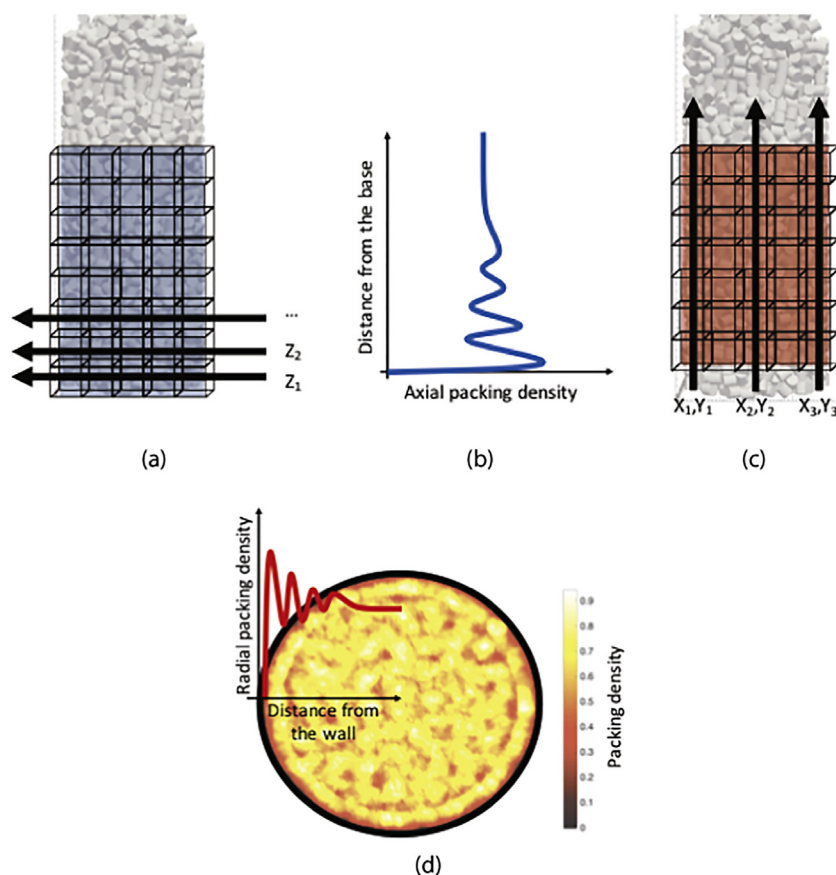 ...
Z2
Z1
(a)
Distance from the base
Axial packing density
(b)
X1,Y1 X2,Y2 X3,Y3
(c)
Radial packing density
Distance from
the wall
0.9
0.8
0.7
0.6
0.5
0.4
0.3
0.2
0.1
0
Packing density
(d)